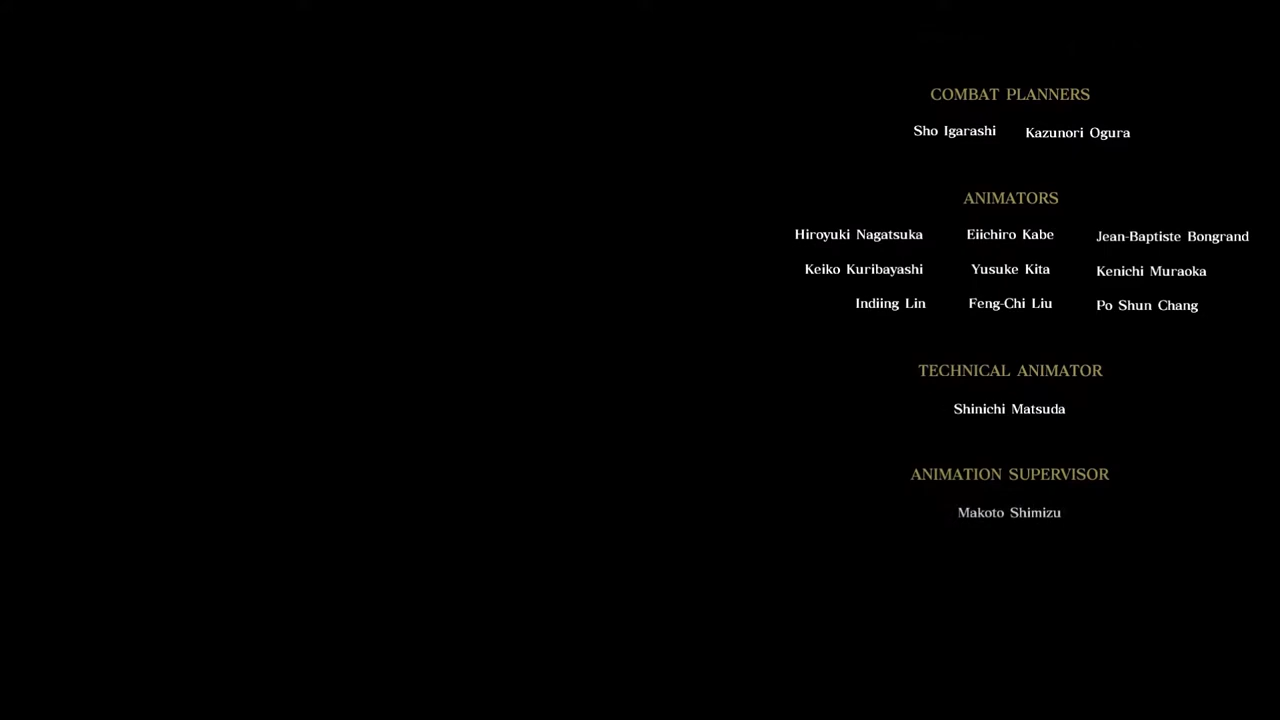 COMBAT PLANNERS
Sho Igarashi Kazunori Ogura
ANIMATORS
Hiroyuki Nagatsuka Eiichiro Kabe Jean-Baptiste Bongrand
Keiko Kuribayashi Yusuke Kita Kenichi Muraoka
Indiing Lin Feng-Chi Liu Po Shun Chang
TECHNICAL ANIMATOR
Shinichi Matsuda
ANIMATION SUPERVISOR
Makoto Shimizu